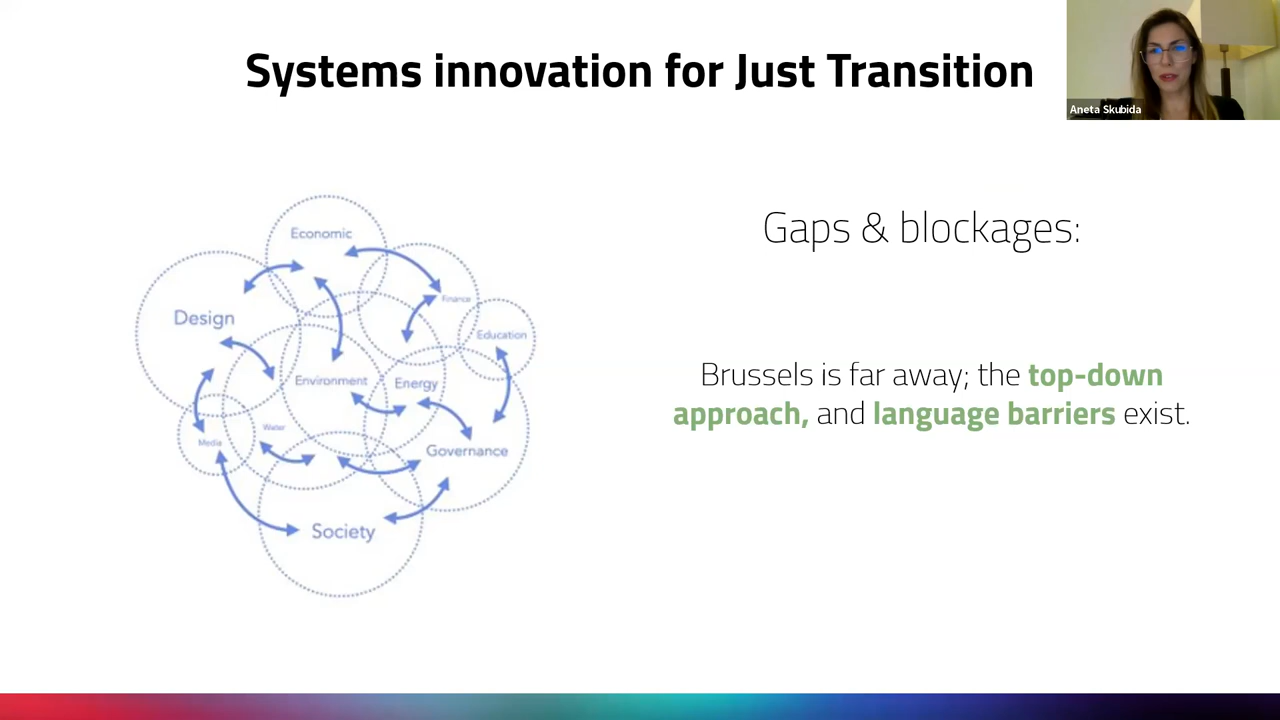 Systems innovation for Just Transition
Aneta Skubida
Economic
Finance
Design
Education
Environment
Energy
Water
Media
Governance
Society
Gaps & blockages:
Brussels is far away; the top-down
approach, and language barriers exist.